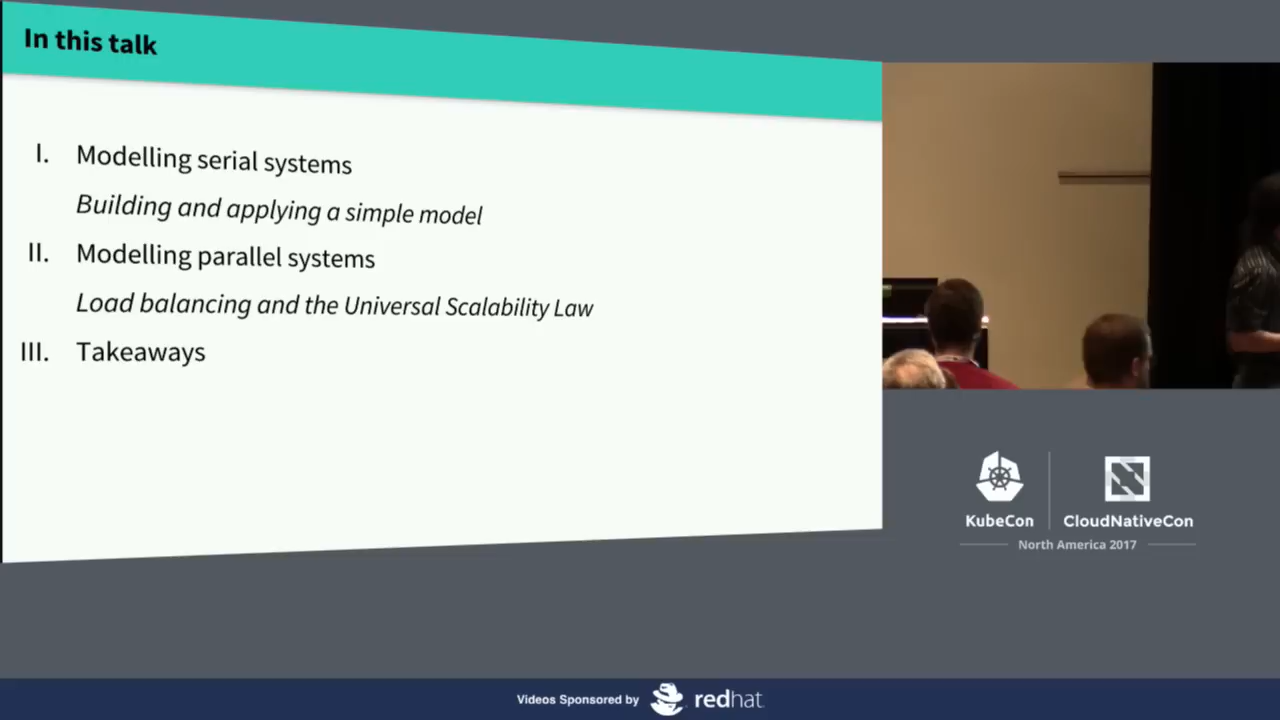 In this talk
I. Modelling serial systems
Building and applying a simple model
II. Modelling parallel systems
Load balancing and the Universal Scalability Law
III. Takeaways
KubeCon
CloudNativeCon
North America 2017
Videos Sponsored by redhat